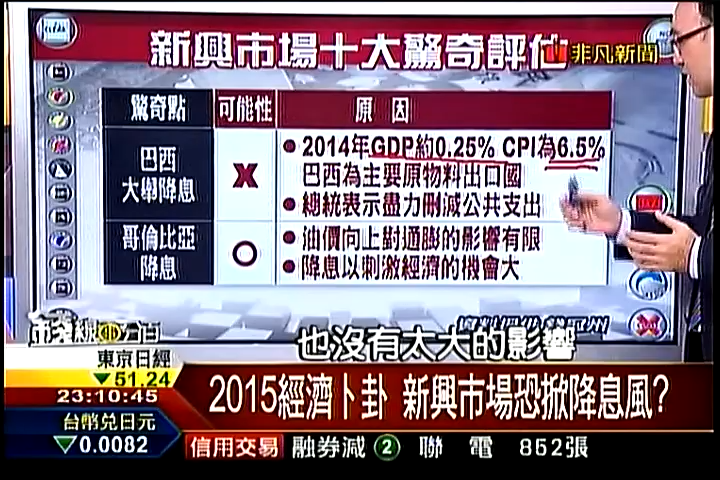 新興市場十大驚奇評估
非凡新聞
驚奇點 可能性 原因
巴西
大舉降息
X
2014年GDP約0.25% CPI為6.5%
巴西為主要原物料出口國
總統表示盡力刪減公共支出
哥倫比亞
降息
油價向上對通膨的影響有限
降息以刺激經濟的機會大
也沒有太大的影響
東京日經
▼51.24
23:10:45
2015經濟卜卦 新興市場恐掀降息風?
台幣兌日元
▽0.0082
信用交易 融券減 2 聯 電 852張